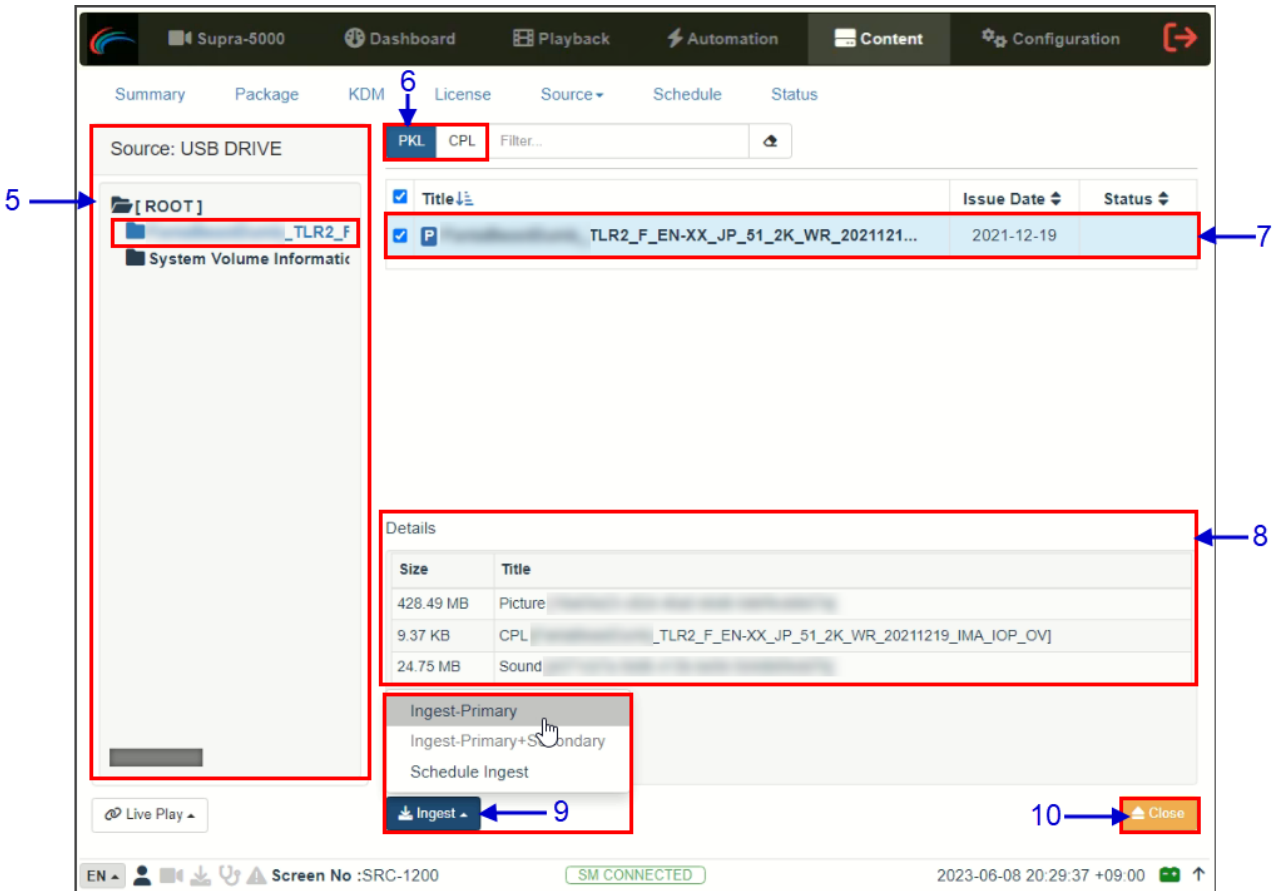 Supra-5000 Dashboard Playback Automation Content Configuration
6
Summary Package KDM License Source Schedule Status
Source: USB DRIVE
PKL CPL Filter...
5
[ ROOT ]
_TLR2_F
System Volume Informatic
Title Issue Date Status
P _TLR2_F_EN-XX_JP_51_2K_WR_2021121... 2021-12-19
7
Details
8
Size Title
428.49 MB Picture
9.37 KB CPL _TLR2_F_EN-XX_JP_51_2K_WR_20211219_IMA_IOP_OV]
24.75 MB Sound
Ingest-Primary
Ingest-Primary+Secondary
Schedule Ingest
Live Play
Ingest
9
10
Close
EN Screen No :SRC-1200 SM CONNECTED 2023-06-08 20:29:37 +09:00